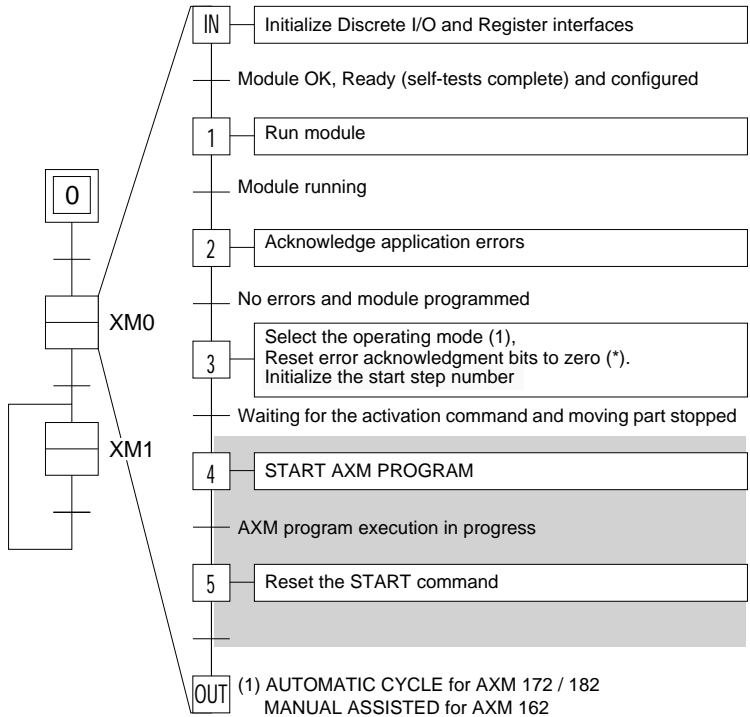 IN Initialize Discrete I/O and Register interfaces
Module OK, Ready (self-tests complete) and configured
1 Run module
Module running
0
2 Acknowledge application errors
No errors and module programmed
XM0
3 Select the operating mode (1),
Reset error acknowledgment bits to zero (*).
Initialize the start step number
Waiting for the activation command and moving part stopped
XM1
4 START AXM PROGRAM
AXM program execution in progress
5 Reset the START command
OUT (1) AUTOMATIC CYCLE for AXM 172 / 182
MANUAL ASSISTED for AXM 162